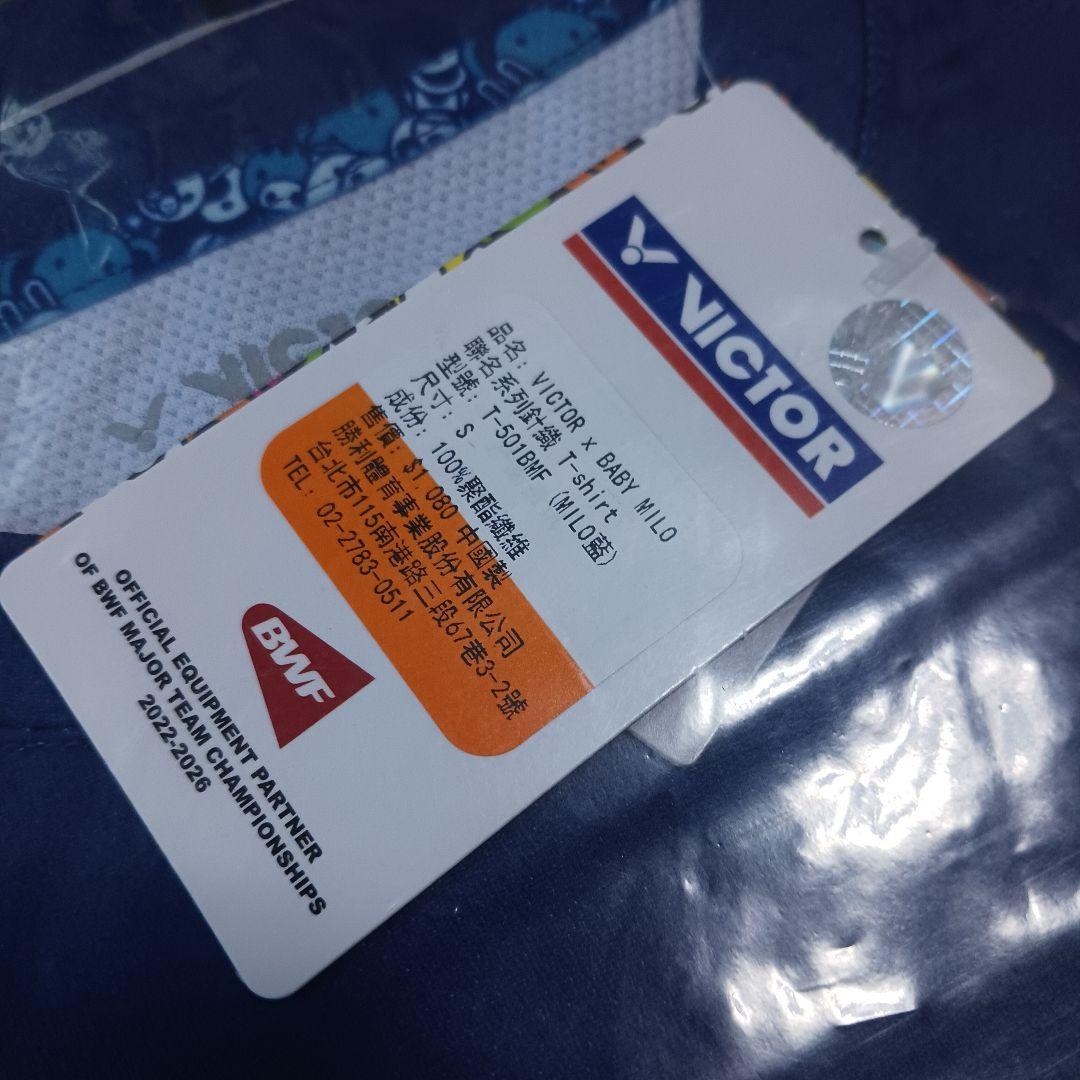 VICTOR
品名: VICTOR x BABY MILO
聯名系列針織 T-shirt
型號: T-501BMF (MILO藍)
尺寸: S
成份: 100%聚酯纖維
售價: $1 080 中國製
勝利體育事業股份有限公司
台北市115南港路三段67巷3-2號
TEL: 02-2783-0511
BWF
OFFICIAL EQUIPMENT PARTNER
OF BWF MAJOR TEAM CHAMPIONSHIPS
2022-2026